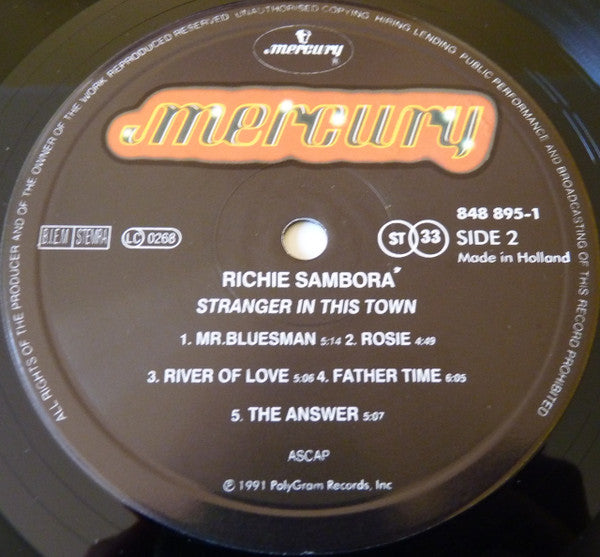 ALL RIGHTS OF THE PRODUCER AND OF THE OWNER OF THE WORK REPRODUCED RESERVED UNAUTHORISED COPYING HIRING LENDING PUBLIC PERFORMANCE AND BROADCASTING OF THIS RECORD PROHIBITED
mercury
mercury
B.I.E.M STEMRA LC 0268 ST 33 848 895-1
SIDE 2
Made in Holland
RICHIE SAMBORA*
STRANGER IN THIS TOWN
1. MR.BLUESMAN 5:14 2. ROSIE 4:49
3. RIVER OF LOVE 5:06 4. FATHER TIME 6:05
5. THE ANSWER 5:07
ASCAP
℗ 1991 PolyGram Records, Inc